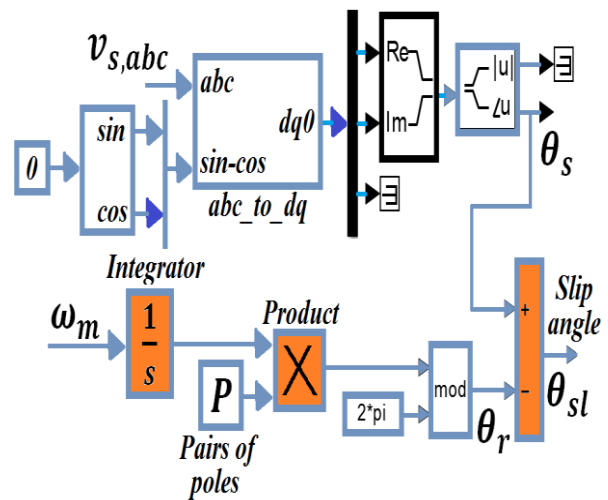 v_s,abc
abc
sin
cos
0
sin-cos
dq0
abc_to_dq
Re
Im
|u|
∠u
E
E
θ_s
Integrator
ω_m
1
s
Product
X
P
Pairs of
poles
2*pi
mod
θ_r
+
−
Slip
angle
θ_sl